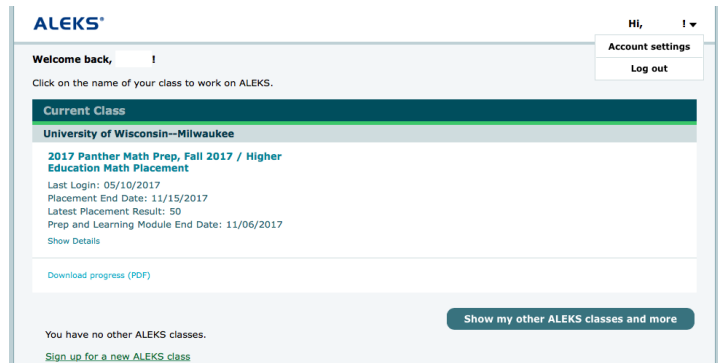 ALEKS®
Hi, !
Account settings
Log out
Welcome back, !
Click on the name of your class to work on ALEKS.
Current Class
University of Wisconsin--Milwaukee
2017 Panther Math Prep, Fall 2017 / Higher
Education Math Placement
Last Login: 05/10/2017
Placement End Date: 11/15/2017
Latest Placement Result: 50
Prep and Learning Module End Date: 11/06/2017
Show Details
Download progress (PDF)
Show my other ALEKS classes and more
You have no other ALEKS classes.
Sign up for a new ALEKS class